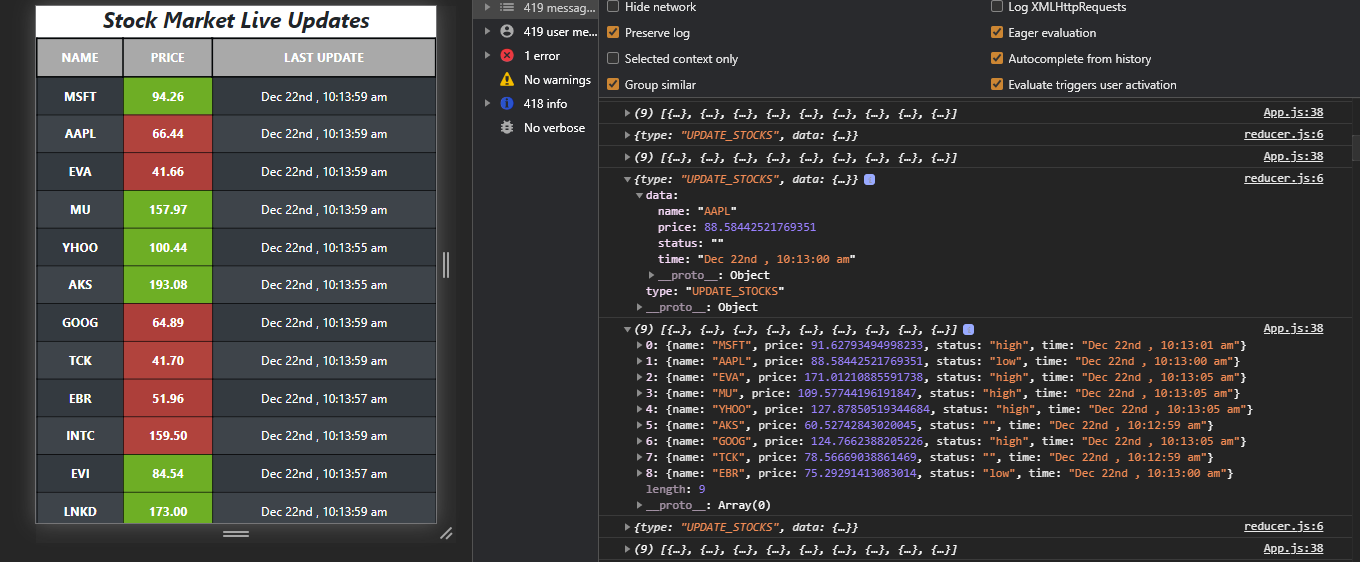 Stock Market Live Updates
NAME PRICE LAST UPDATE
MSFT 94.26 Dec 22nd , 10:13:59 am
AAPL 66.44 Dec 22nd , 10:13:59 am
EVA 41.66 Dec 22nd , 10:13:59 am
MU 157.97 Dec 22nd , 10:13:59 am
YHOO 100.44 Dec 22nd , 10:13:55 am
AKS 193.08 Dec 22nd , 10:13:55 am
GOOG 64.89 Dec 22nd , 10:13:59 am
TCK 41.70 Dec 22nd , 10:13:59 am
EBR 51.96 Dec 22nd , 10:13:57 am
INTC 159.50 Dec 22nd , 10:13:59 am
EVI 84.54 Dec 22nd , 10:13:57 am
LNKD 173.00 Dec 22nd , 10:13:59 am
419 messag...
419 user me...
1 error
No warnings
418 info
No verbose
Hide network Log XMLHttpRequests
Preserve log Eager evaluation
Selected context only Autocomplete from history
Group similar Evaluate triggers user activation
(9) [{…}, {…}, {…}, {…}, {…}, {…}, {…}, {…}, {…}] App.js:38
{type: "UPDATE_STOCKS", data: {…}} reducer.js:6
(9) [{…}, {…}, {…}, {…}, {…}, {…}, {…}, {…}, {…}] App.js:38
{type: "UPDATE_STOCKS", data: {…}} reducer.js:6
data:
name: "AAPL"
price: 88.58442521769351
status: ""
time: "Dec 22nd , 10:13:00 am"
__proto__: Object
type: "UPDATE_STOCKS"
__proto__: Object
(9) [{…}, {…}, {…}, {…}, {…}, {…}, {…}, {…}, {…}] App.js:38
0: {name: "MSFT", price: 91.62793494998233, status: "high", time: "Dec 22nd , 10:13:01 am"}
1: {name: "AAPL", price: 88.58442521769351, status: "low", time: "Dec 22nd , 10:13:00 am"}
2: {name: "EVA", price: 171.01210885591738, status: "high", time: "Dec 22nd , 10:13:05 am"}
3: {name: "MU", price: 109.57744196191847, status: "high", time: "Dec 22nd , 10:13:05 am"}
4: {name: "YHOO", price: 127.87850519344684, status: "high", time: "Dec 22nd , 10:13:05 am"}
5: {name: "AKS", price: 60.52742843020045, status: "", time: "Dec 22nd , 10:12:59 am"}
6: {name: "GOOG", price: 124.7662388205226, status: "high", time: "Dec 22nd , 10:13:05 am"}
7: {name: "TCK", price: 78.56669038861469, status: "", time: "Dec 22nd , 10:12:59 am"}
8: {name: "EBR", price: 75.29291413083014, status: "low", time: "Dec 22nd , 10:13:00 am"}
length: 9
__proto__: Array(0)
{type: "UPDATE_STOCKS", data: {…}} reducer.js:6
(9) [{…}, {…}, {…}, {…}, {…}, {…}, {…}, {…}, {…}] App.js:38